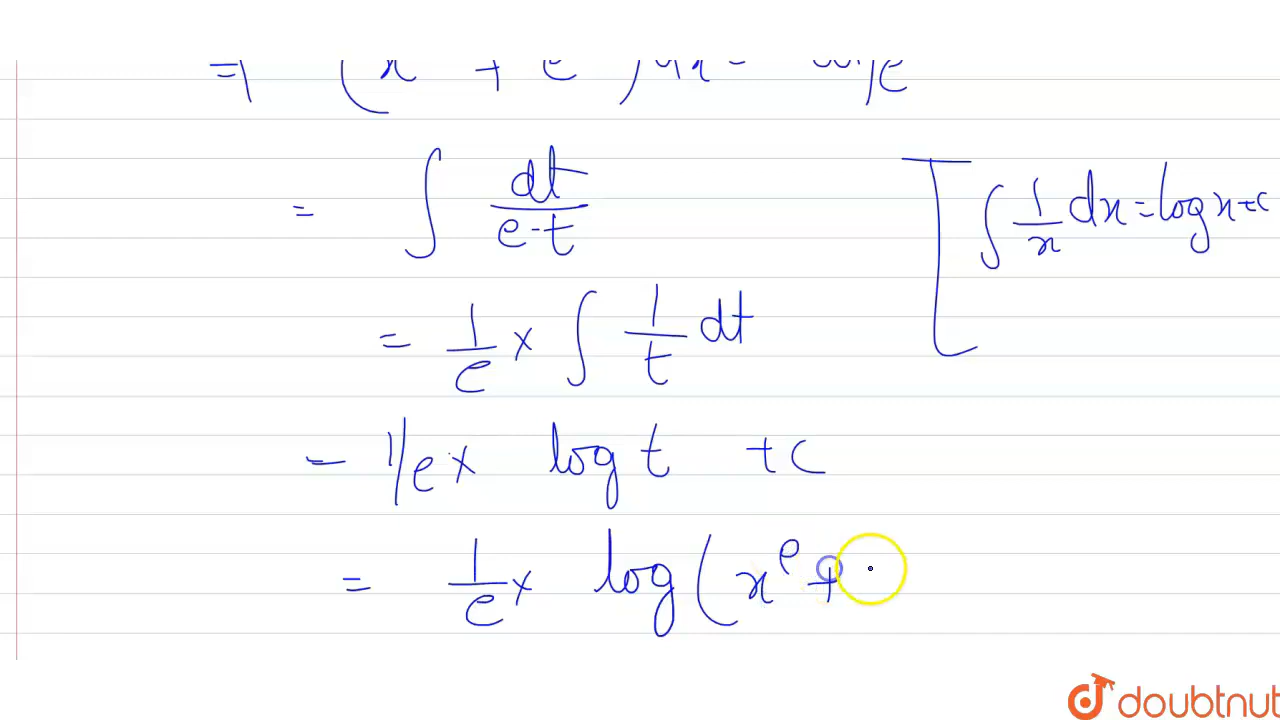 = ∫ dt/e·t
∫ 1/x dx = log x + c
= 1/e × ∫ 1/t dt
= 1/e × log t + c
= 1/e × log (x^e +
doubtnut